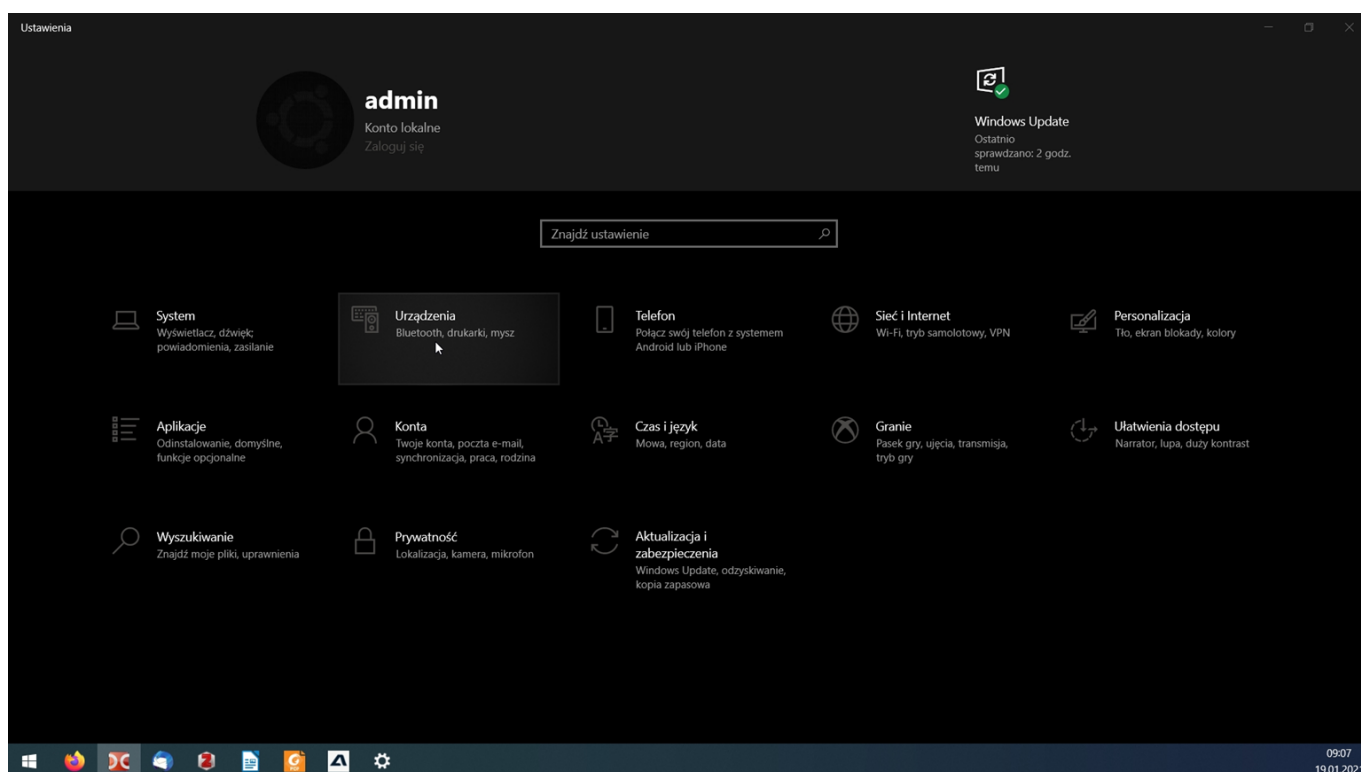 Ustawienia
admin
Konto lokalne
Zaloguj się
Windows Update
Ostatnio
sprawdzano: 2 godz.
temu
Znajdź ustawienie
System
Wyświetlacz, dźwięk;
powiadomienia, zasilanie
Urządzenia
Bluetooth, drukarki, mysz
Telefon
Połącz swój telefon z systemem
Android lub iPhone
Sieć i Internet
Wi-Fi, tryb samolotowy, VPN
Personalizacja
Tło, ekran blokady, kolory
Aplikacje
Odinstalowanie, domyślne,
funkcje opcjonalne
Konta
Twoje konta, poczta e-mail,
synchronizacja, praca, rodzina
Czas i język
Mowa, region, data
Granie
Pasek gry, ujęcia, transmisja,
tryb gry
Ułatwienia dostępu
Narrator, lupa, duży kontrast
Wyszukiwanie
Znajdź moje pliki, uprawnienia
Prywatność
Lokalizacja, kamera, mikrofon
Aktualizacja i
zabezpieczenia
Windows Update, odzyskiwanie,
kopia zapasowa
09:07